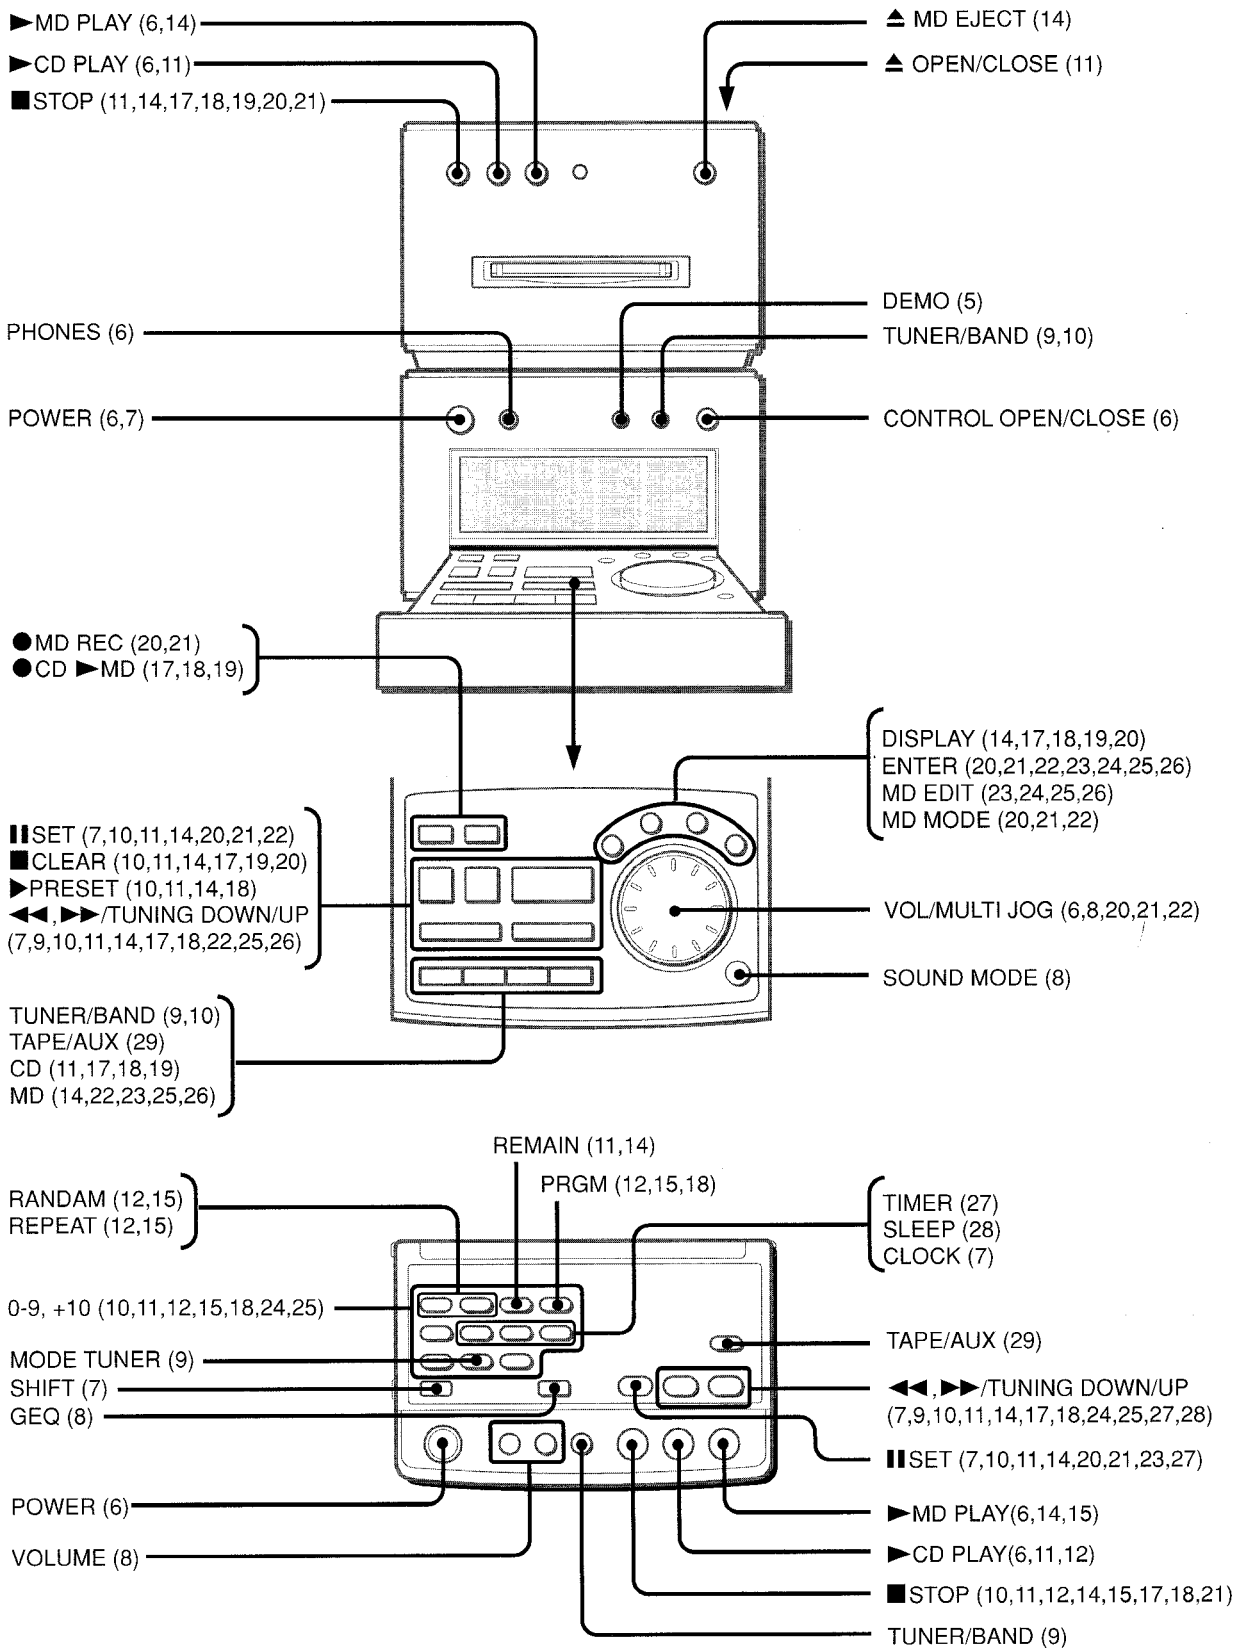 ►MD PLAY (6,14)
►CD PLAY (6,11)
■STOP (11,14,17,18,19,20,21)
⏏ MD EJECT (14)
⏏ OPEN/CLOSE (11)
PHONES (6)
POWER (6,7)
DEMO (5)
TUNER/BAND (9,10)
CONTROL OPEN/CLOSE (6)
●MD REC (20,21)
●CD ►MD (17,18,19)
DISPLAY (14,17,18,19,20)
ENTER (20,21,22,23,24,25,26)
MD EDIT (23,24,25,26)
MD MODE (20,21,22)
▮▮SET (7,10,11,14,20,21,22)
■CLEAR (10,11,14,17,19,20)
►PRESET (10,11,14,18)
◄◄,►►/TUNING DOWN/UP
(7,9,10,11,14,17,18,22,25,26)
VOL/MULTI JOG (6,8,20,21,22)
SOUND MODE (8)
TUNER/BAND (9,10)
TAPE/AUX (29)
CD (11,17,18,19)
MD (14,22,23,25,26)
REMAIN (11,14)
PRGM (12,15,18)
RANDAM (12,15)
REPEAT (12,15)
TIMER (27)
SLEEP (28)
CLOCK (7)
0-9, +10 (10,11,12,15,18,24,25)
MODE TUNER (9)
SHIFT (7)
GEQ (8)
POWER (6)
VOLUME (8)
TAPE/AUX (29)
◄◄,►►/TUNING DOWN/UP
(7,9,10,11,14,17,18,24,25,27,28)
▮▮SET (7,10,11,14,20,21,23,27)
►MD PLAY(6,14,15)
►CD PLAY(6,11,12)
■STOP (10,11,12,14,15,17,18,21)
TUNER/BAND (9)